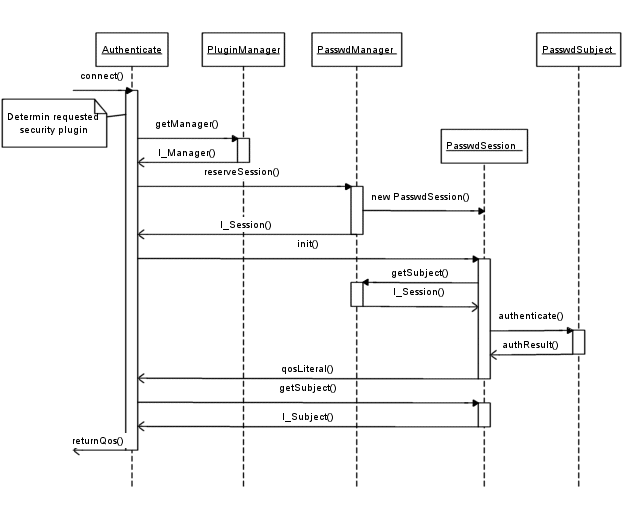 Authenticate
PluginManager
PasswdManager
PasswdSubject
connect()
Determin requested
security plugin
getManager()
I_Manager()
PasswdSession
reserveSession()
new PasswdSession()
I_Session()
init()
getSubject()
I_Session()
authenticate()
authResult()
qosLiteral()
getSubject()
I_Subject()
returnQos()